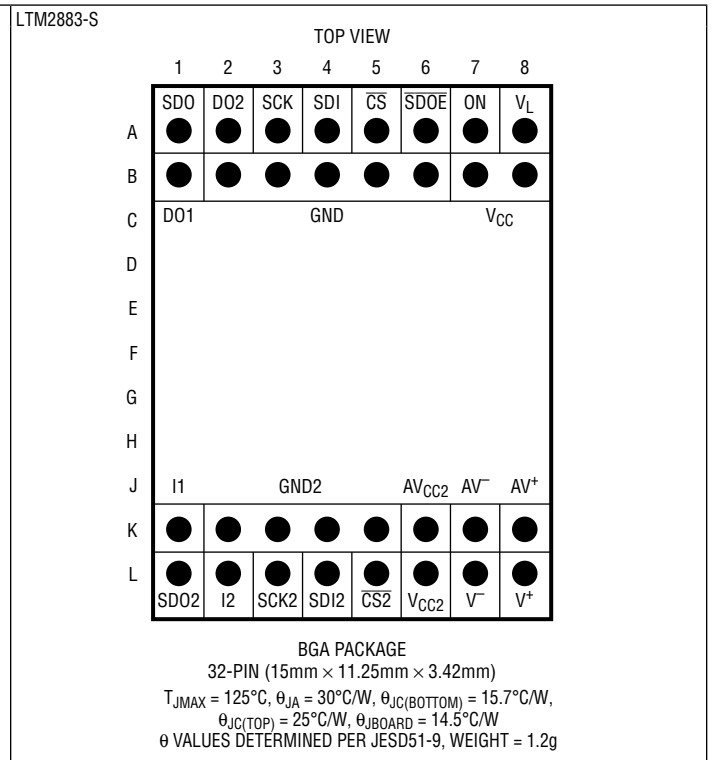 LTM2883-S
TOP VIEW
1 2 3 4 5 6 7 8
SDO DO2 SCK SDI C̅S̅ S̅D̅O̅E̅ ON VL
A
B
C DO1 GND VCC
D
E
F
G
H
J I1 GND2 AVCC2 AV– AV+
K
L
SDO2 I2 SCK2 SDI2 C̅S̅2̅ VCC2 V– V+
BGA PACKAGE
32-PIN (15mm × 11.25mm × 3.42mm)
TJMAX = 125°C, θJA = 30°C/W, θJC(BOTTOM) = 15.7°C/W,
θJC(TOP) = 25°C/W, θJBOARD = 14.5°C/W
θ VALUES DETERMINED PER JESD51-9, WEIGHT = 1.2g